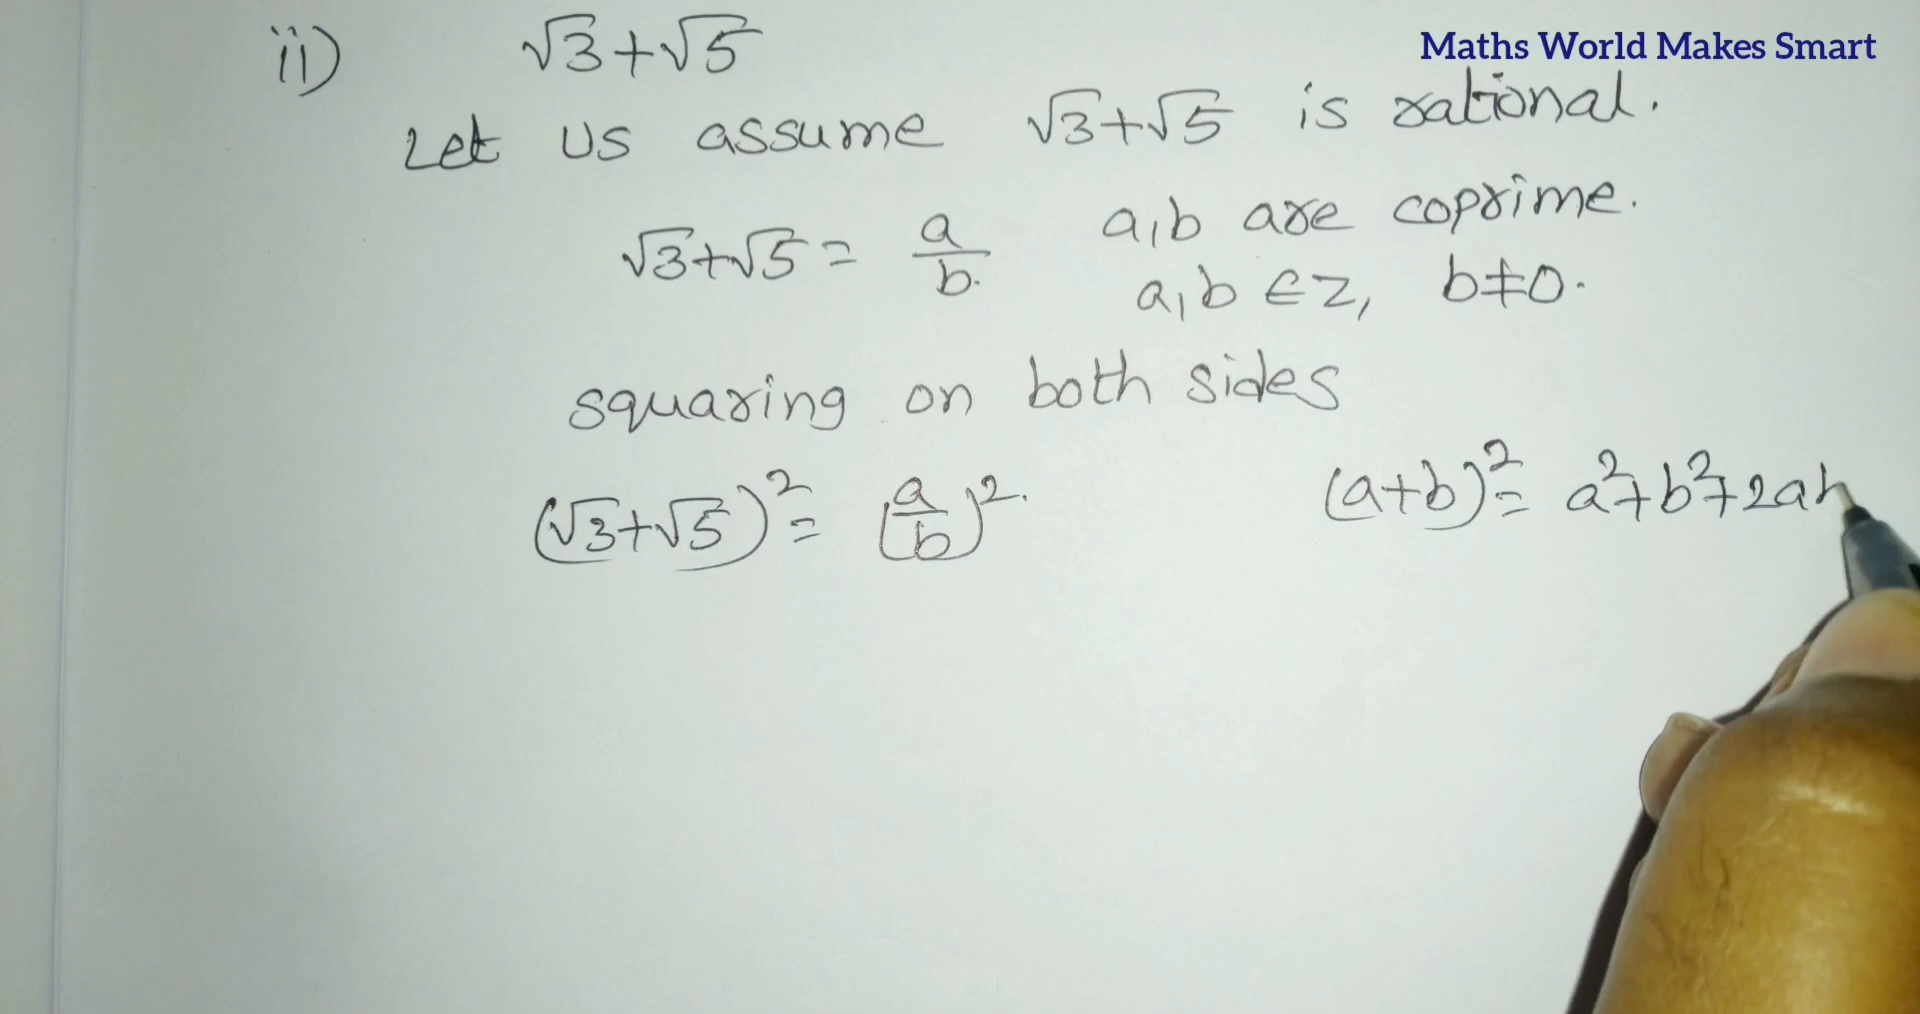 Maths World Makes Smart
ii) √3+√5
Let us assume √3+√5 is rational.
√3+√5 = a/b. a,b are coprime.
a,b ∈ Z, b≠0.
squaring on both sides
(√3+√5)² = (a/b)². (a+b)² = a²+b²+2ab